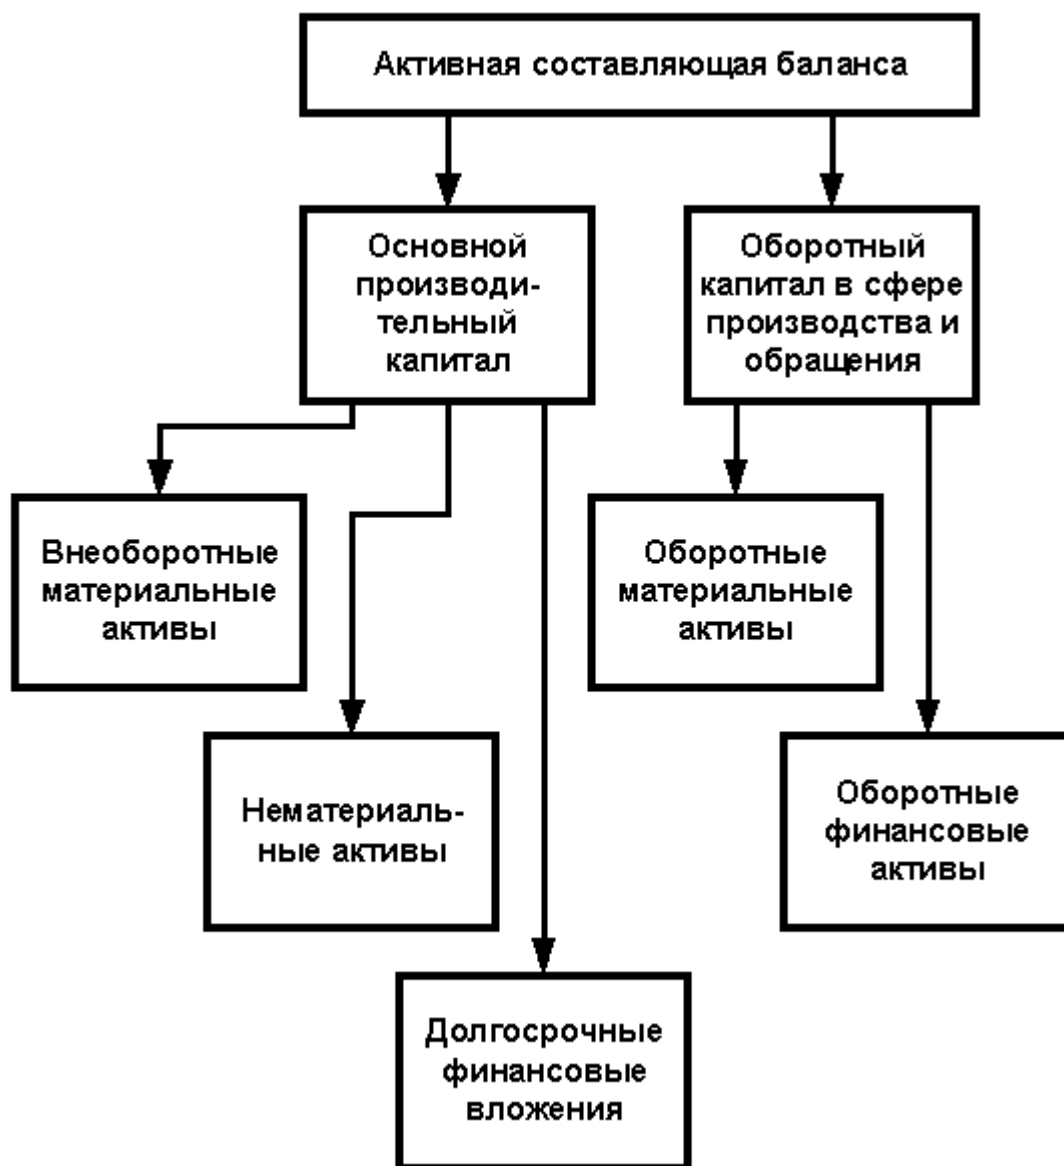 Активная составляющая баланса
Основной
производи-
тельный
капитал
Оборотный
капитал в сфере
производства и
обращения
Внеоборотные
материальные
активы
Оборотные
материальные
активы
Нематериаль-
ные активы
Оборотные
финансовые
активы
Долгосрочные
финансовые
вложения